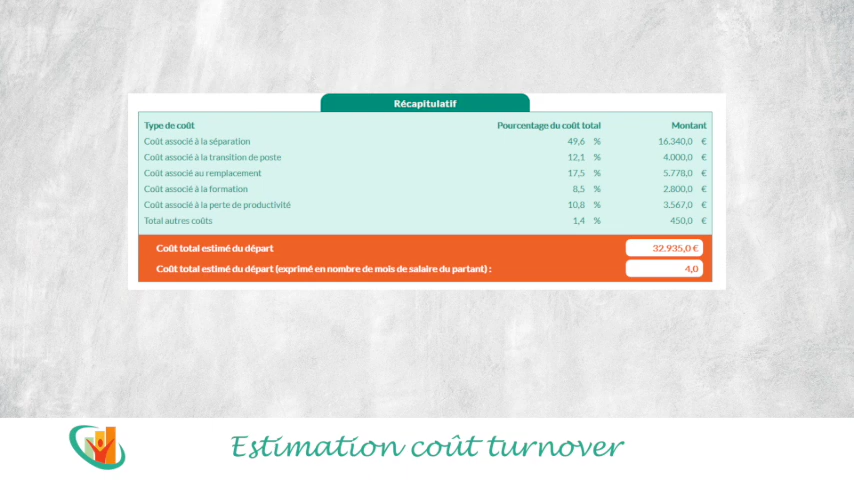 Récapitulatif
Type de coût Pourcentage du coût total Montant
Coût associé à la séparation 49,6 % 16.340,0 €
Coût associé à la transition de poste 12,1 % 4.000,0 €
Coût associé au remplacement 17,5 % 5.778,0 €
Coût associé à la formation 8,5 % 2.800,0 €
Coût associé à la perte de productivité 10,8 % 3.567,0 €
Total autres coûts 1,4 % 450,0 €
Coût total estimé du départ 32.935,0 €
Coût total estimé du départ (exprimé en nombre de mois de salaire du partant) : 4,0
Estimation coût turnover